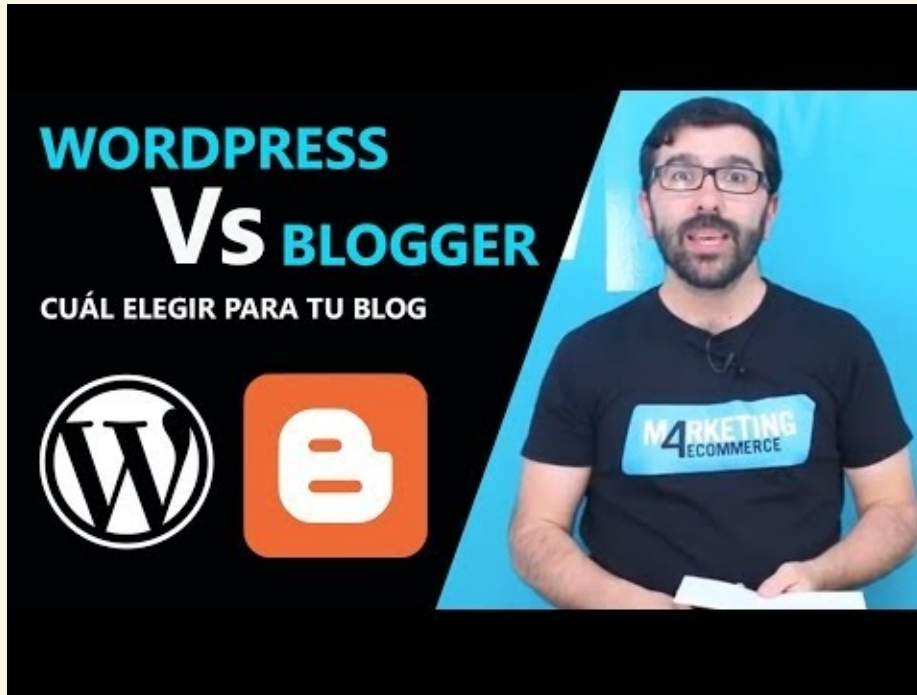 WORDPRESS
Vs BLOGGER
CUÁL ELEGIR PARA TU BLOG
W
B
M4RKETING
ECOMMERCE